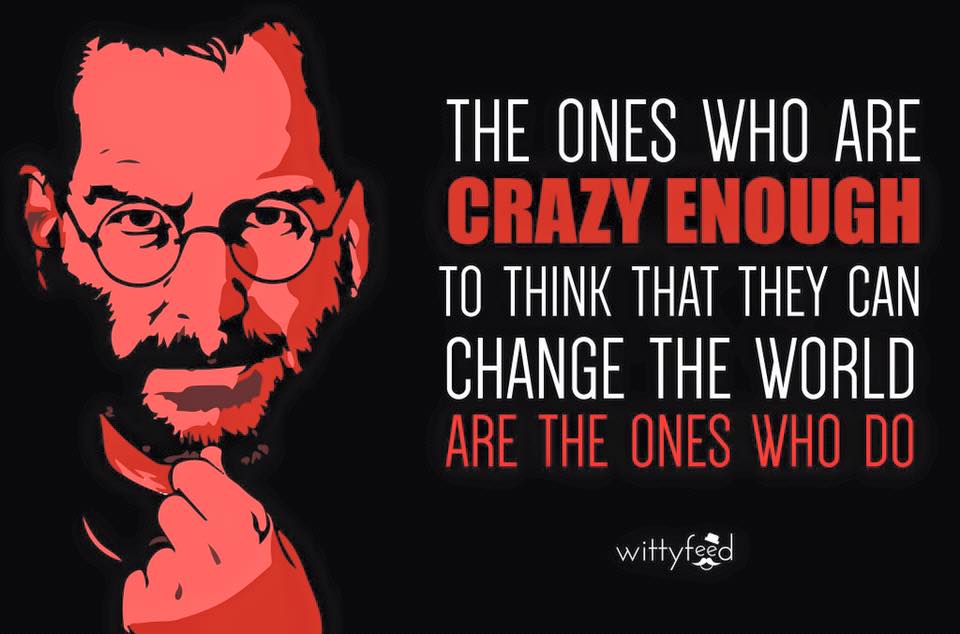 THE ONES WHO ARE
CRAZY ENOUGH
TO THINK THAT THEY CAN
CHANGE THE WORLD
ARE THE ONES WHO DO
wittyfeed